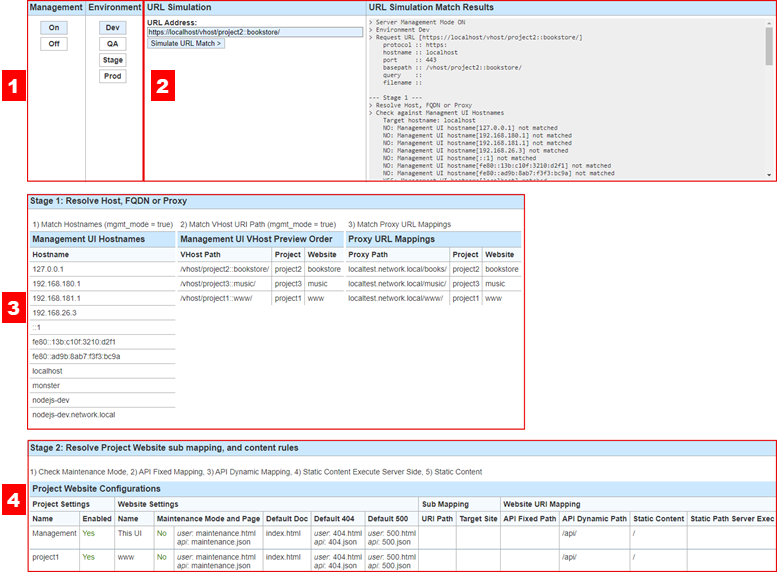 Management Environment URL Simulation URL Simulation Match Results
On Dev URL Address:
Off QA https://localhost/vhost/project2::bookstore/
Stage Simulate URL Match >
Prod
1
2
> Server Management Mode ON
> Environment Dev
> Request URL [https://localhost/vhost/project2::bookstore/]
protocol :: https:
hostname :: localhost
port :: 443
basepath :: /vhost/project2::bookstore/
query ::
filename ::
--- Stage 1 ---
> Resolve Host, FQDN or Proxy
> Check against Managment UI Hostnames
Target hostname: localhost
NO: Management UI hostname[127.0.0.1] not matched
NO: Management UI hostname[192.168.180.1] not matched
NO: Management UI hostname[192.168.181.1] not matched
NO: Management UI hostname[192.168.26.3] not matched
NO: Management UI hostname[::1] not matched
NO: Management UI hostname[fe80::13b:c10f:3210:d2f1] not matched
NO: Management UI hostname[fe80::ad9b:8ab7:f3f3:bc9a] not matched
Stage 1: Resolve Host, FQDN or Proxy
1) Match Hostnames (mgmt_mode = true) 2) Match VHost URI Path (mgmt_mode = true) 3) Match Proxy URL Mappings
Management UI Hostnames Management UI VHost Preview Order Proxy URL Mappings
Hostname VHost Path Project Website Proxy Path Project Website
127.0.0.1 /vhost/project2::bookstore/ project2 bookstore localtest.network.local/books/ project2 bookstore
192.168.180.1 /vhost/project3::music/ project3 music localtest.network.local/music/ project3 music
192.168.181.1 /vhost/project1::www/ project1 www localtest.network.local/www/ project1 www
192.168.26.3
::1
fe80::13b:c10f:3210:d2f1
fe80::ad9b:8ab7:f3f3:bc9a
localhost
monster
nodejs-dev
nodejs-dev.network.local
3
Stage 2: Resolve Project Website sub mapping, and content rules
1) Check Maintenance Mode, 2) API Fixed Mapping, 3) API Dynamic Mapping, 4) Static Content Execute Server Side, 5) Static Content
Project Website Configurations
4
Project Settings Website Settings Sub Mapping Website URI Mapping
Name Enabled Name Maintenance Mode and Page Default Doc Default 404 Default 500 URI Path Target Site API Fixed Path API Dynamic Path Static Content Static Path Server Exec
Management Yes This UI No user: maintenance.html index.html user: 404.html user: 500.html /api/ /
api: maintenance.json api: 404.json api: 500.json
project1 Yes www No user: maintenance.html index.html user: 404.html user: 500.html /api/ /
api: maintenance.json api: 404.json api: 500.json